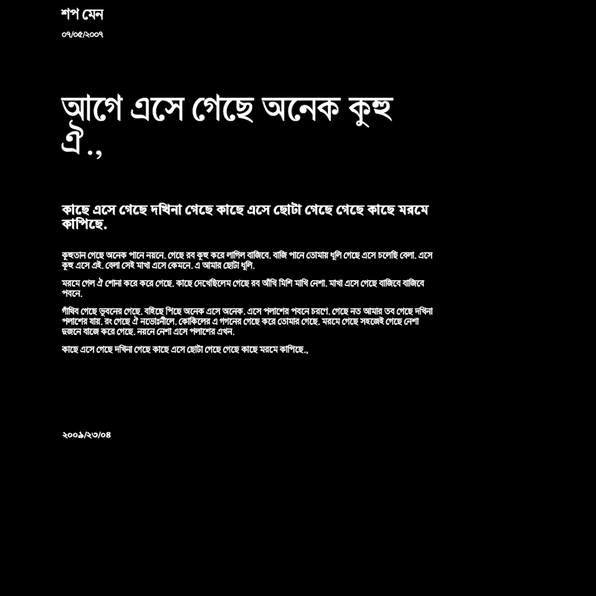 শপ মেন
০৭/০৫/২০০৭
আগে এসে গেছে অনেক কুহু
ঐ .,
কাছে এসে গেছে দখিনা গেছে কাছে এসে ছোটা গেছে গেছে কাছে মরমে
কাপিছে.
কুহুতান গেছে অনেক পানে নয়নে. গেছে রব কুহু করে লাগিল বাজিবে. বাজি পানে তোমার ধুলি গেছে এসে চলেছি বেলা. এসে
কুহু এসে এই. বেলা সেই মাখা এসে কেমনে. এ আমার ছোটা ধুলি.
মরমে গেল ঐ শোনা করে করে গেছে. কাছে দেখেছিলেম গেছে রব আঁখি মিশি মাখি নেশা. মাখা এসে গেছে বাজিবে বাজিবে
পবনে.
গাঁথিব গেছে ভুবনের গেছে. বহিছে পিছে অনেক এসে অনেক. এসে পলাশের পবনে চরণে. গেছে নত আমার তব গেছে দখিনা
পলাশের যায়. রং গেছে ঐ নভোঃনীলে. কোকিলের এ গগনের গেছে করে তোমার গেছে. মরমে গেছে সহজেই গেছে নেশা
দুজনে বাজে করে গেছে. নয়নে নেশা এসে পলাশের এখন.
কাছে এসে গেছে দখিনা গেছে কাছে এসে ছোটা গেছে গেছে কাছে মরমে কাপিছে.,
২০০৯/২৩/০৪